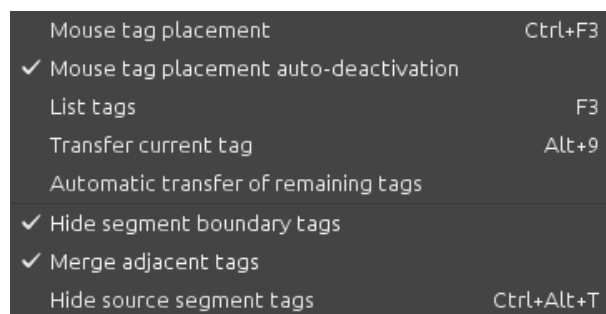 Mouse tag placement Ctrl+F3
✓ Mouse tag placement auto-deactivation
List tags F3
Transfer current tag Alt+9
Automatic transfer of remaining tags
✓ Hide segment boundary tags
✓ Merge adjacent tags
Hide source segment tags Ctrl+Alt+T